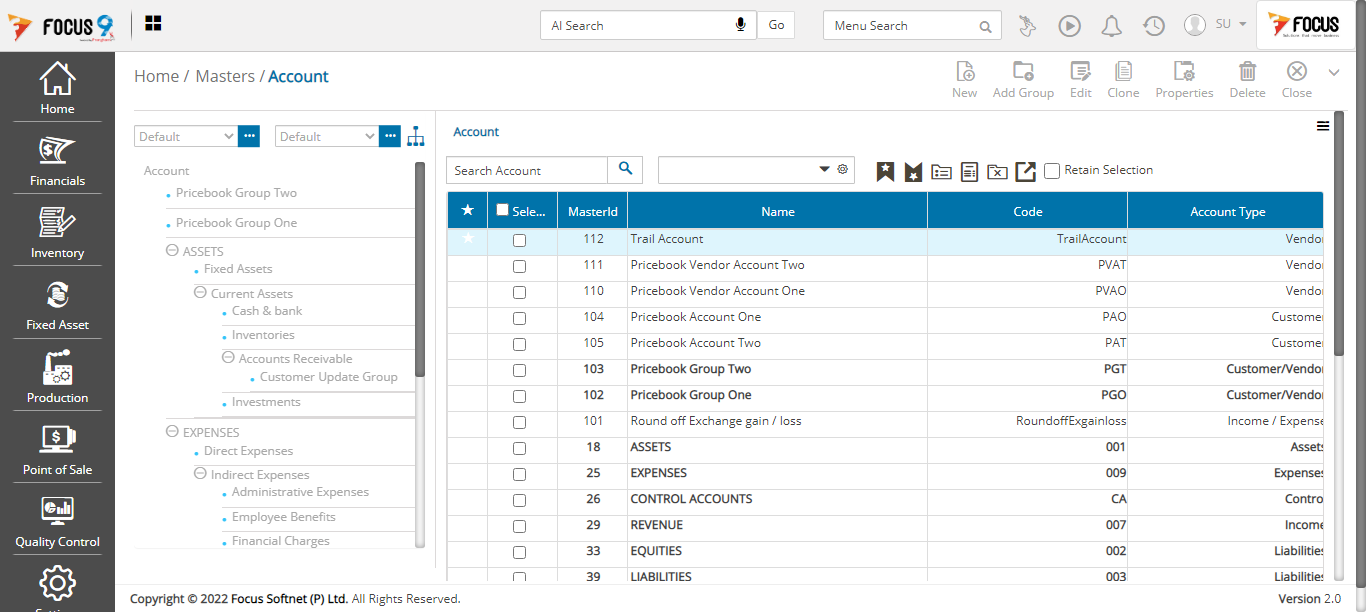 FOCUS 9
AI Search
Go
Menu Search
SU
FOCUS
Home
Financials
Inventory
Fixed Asset
Production
Point of Sale
Quality Control
Home / Masters / Account
New
Add Group
Edit
Clone
Properties
Delete
Close
Default
Default
Account
Pricebook Group Two
Pricebook Group One
ASSETS
Fixed Assets
Current Assets
Cash & bank
Inventories
Accounts Receivable
Customer Update Group
Investments
EXPENSES
Direct Expenses
Indirect Expenses
Administrative Expenses
Employee Benefits
Financial Charges
Account
Search Account
Retain Selection
Sele... MasterId Name Code Account Type
112 Trail Account TrailAccount Vendor
111 Pricebook Vendor Account Two PVAT Vendor
110 Pricebook Vendor Account One PVAO Vendor
104 Pricebook Account One PAO Customer
105 Pricebook Account Two PAT Customer
103 Pricebook Group Two PGT Customer/Vendor
102 Pricebook Group One PGO Customer/Vendor
101 Round off Exchange gain / loss RoundoffExgainloss Income / Expense
18 ASSETS 001 Assets
25 EXPENSES 009 Expenses
26 CONTROL ACCOUNTS CA Contro
29 REVENUE 007 Income
33 EQUITIES 002 Liabilities
39 LIABILITIES 003 Liabilities
Copyright © 2022 Focus Softnet (P) Ltd. All Rights Reserved.
Version 2.0